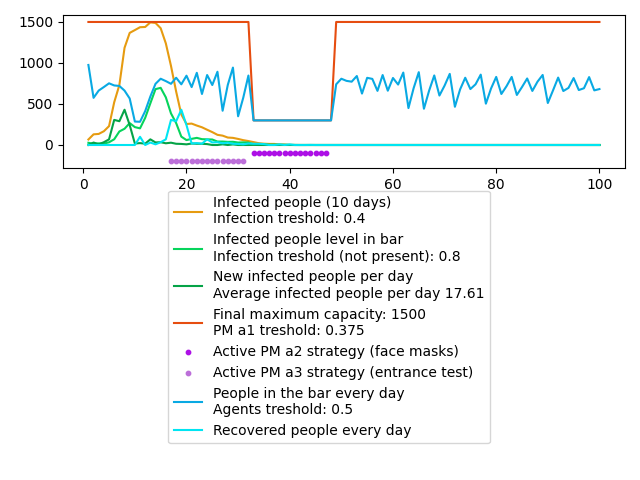 1500
1000
500
0
0 20 40 60 80 100
Infected people (10 days)
Infection treshold: 0.4
Infected people level in bar
Infection treshold (not present): 0.8
New infected people per day
Average infected people per day 17.61
Final maximum capacity: 1500
PM a1 treshold: 0.375
Active PM a2 strategy (face masks)
Active PM a3 strategy (entrance test)
People in the bar every day
Agents treshold: 0.5
Recovered people every day